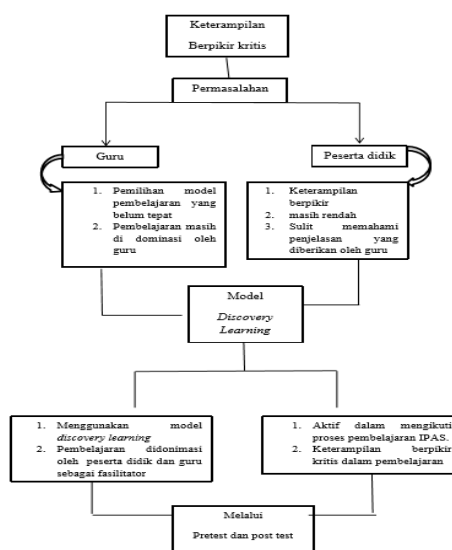 Keterampilan
Berpikir kritis
Permasalahan
Guru
Peserta didik
1. Pemilihan model
pembelajaran yang
belum tepat
2. Pembelajaran masih
di dominasi oleh
guru
1. Keterampilan
berpikir
2. masih rendah
3. Sulit memahami
penjelasan yang
diberikan oleh guru
Model
Discovery
Learning
1. Menggunakan model
discovery learning
2. Pembelajaran didonimasi
oleh peserta didik dan guru
sebagai fasilitator
1. Aktif dalam mengikuti
proses pembelajaran IPAS.
2. Keterampilan berpikir
kritis dalam pembelajaran
Melalui
Pretest dan post test